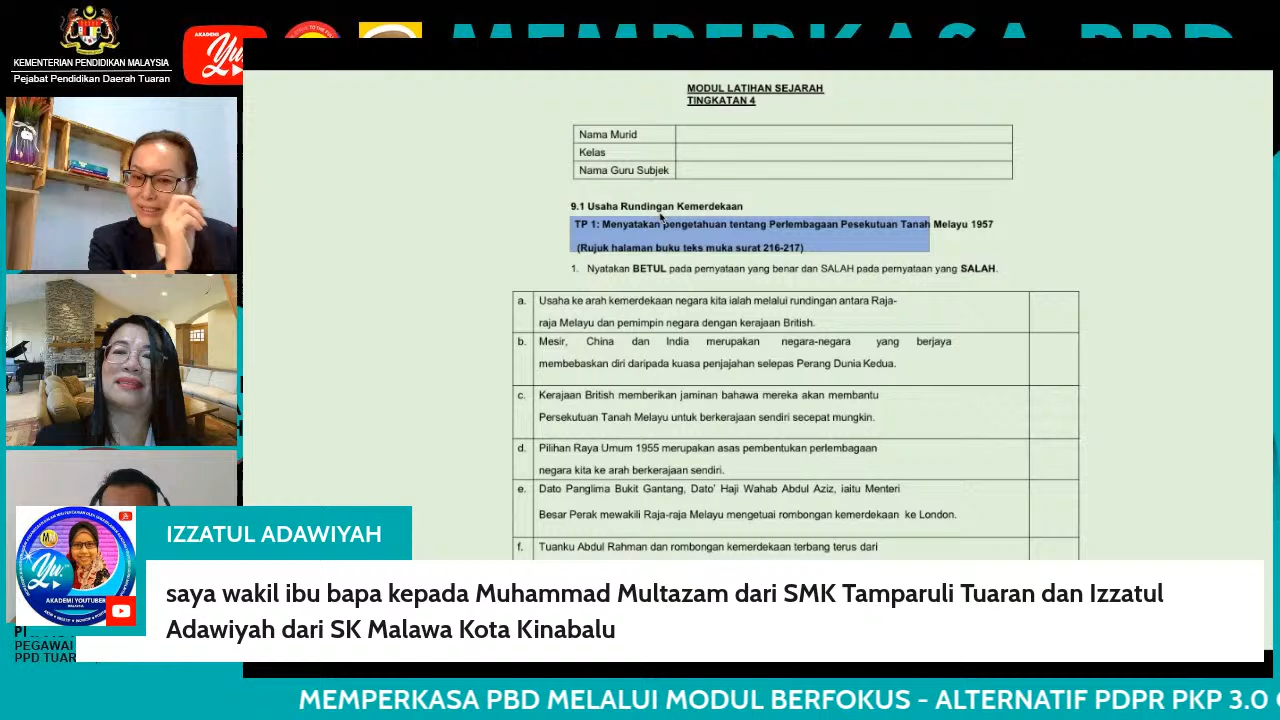 KEMENTERIAN PENDIDIKAN MALAYSIA
Pejabat Pendidikan Daerah Tuaran
AKADEMI
MEMPERKASA PBD
MODUL LATIHAN SEJARAH
TINGKATAN 4
Nama Murid
Kelas
Nama Guru Subjek
9.1 Usaha Rundingan Kemerdekaan
TP 1: Menyatakan pengetahuan tentang Perlembagaan Pesekutuan Tanah Melayu 1957
(Rujuk halaman buku teks muka surat 216-217)
1. Nyatakan BETUL pada pernyataan yang benar dan SALAH pada pernyataan yang SALAH.
a. Usaha ke arah kemerdekaan negara kita ialah melalui rundingan antara Raja-
raja Melayu dan pemimpin negara dengan kerajaan British.
b. Mesir, China dan India merupakan negara-negara yang berjaya
membebaskan diri daripada kuasa penjajahan selepas Perang Dunia Kedua.
c. Kerajaan British memberikan jaminan bahawa mereka akan membantu
Persekutuan Tanah Melayu untuk berkerajaan sendiri secepat mungkin.
d. Pilihan Raya Umum 1955 merupakan asas pembentukan perlembagaan
negara kita ke arah berkerajaan sendiri.
e. Dato Panglima Bukit Gantang, Dato' Haji Wahab Abdul Aziz, iaitu Menteri
Besar Perak mewakili Raja-raja Melayu mengetuai rombongan kemerdekaan ke London.
f. Tuanku Abdul Rahman dan rombongan kemerdekaan terbang terus dari
IZZATUL ADAWIYAH
saya wakil ibu bapa kepada Muhammad Multazam dari SMK Tamparuli Tuaran dan Izzatul
Adawiyah dari SK Malawa Kota Kinabalu
AKADEMI YOUTUBER
PEGAWAI
PPD TUAR
MEMPERKASA PBD MELALUI MODUL BERFOKUS - ALTERNATIF PDPR PKP 3.0